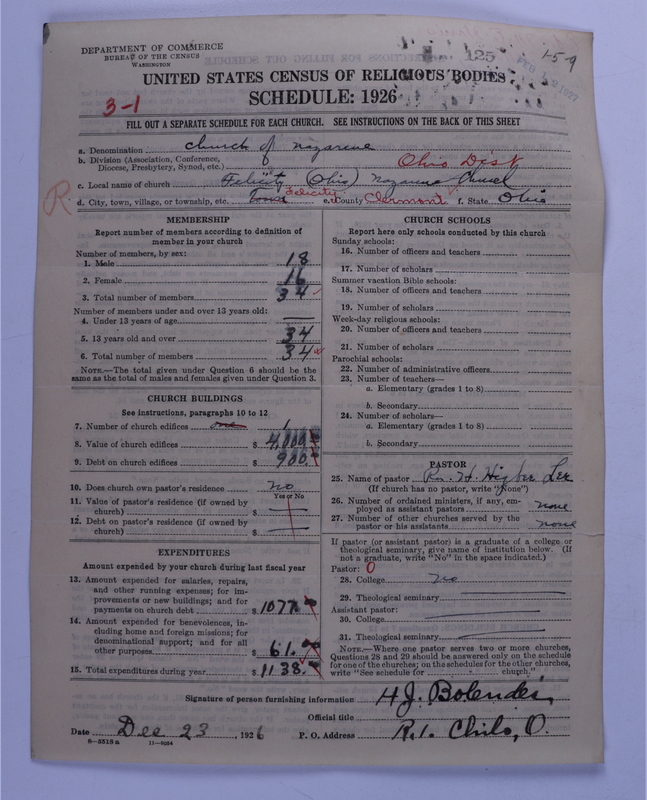 DEPARTMENT OF COMMERCE
BUREAU OF THE CENSUS
WASHINGTON
125
1-5-9
UNITED STATES CENSUS OF RELIGIOUS BODIES
SCHEDULE: 1926
3-1
FILL OUT A SEPARATE SCHEDULE FOR EACH CHURCH. SEE INSTRUCTIONS ON THE BACK OF THIS SHEET
a. Denomination Church of Nazarene
b. Division (Association, Conference, Diocese, Presbytery, Synod, etc.) Ohio Dist
c. Local name of church Felicity (Ohio) Nazarene
R
d. City, town, village, or township, etc. Town Felicity e. County Clermont f. State Ohio
MEMBERSHIP
Report number of members according to definition of member in your church
Number of members, by sex:
1. Male 18
2. Female 16
3. Total number of members 34
Number of members under and over 13 years old:
4. Under 13 years of age —
5. 13 years old and over 34
6. Total number of members 34
NOTE.—The total given under Question 6 should be the same as the total of males and females given under Question 3.
CHURCH BUILDINGS
See instructions, paragraphs 10 to 12
7. Number of church edifices one 1
8. Value of church edifices $ 4,000
9. Debt on church edifices $ 900
10. Does church own pastor's residence No
Yes or No
11. Value of pastor's residence (if owned by church) $ —
12. Debt on pastor's residence (if owned by church) $ —
EXPENDITURES
Amount expended by your church during last fiscal year
13. Amount expended for salaries, repairs, and other running expenses; for improvements or new buildings; and for payments on church debt $ 1077.
14. Amount expended for benevolences, including home and foreign missions; for denominational support; and for all other purposes $ 61.
15. Total expenditures during year $ 1138.
CHURCH SCHOOLS
Report here only schools conducted by this church
Sunday schools:
16. Number of officers and teachers
17. Number of scholars
Summer vacation Bible schools:
18. Number of officers and teachers
19. Number of scholars
Week-day religious schools:
20. Number of officers and teachers
21. Number of scholars
Parochial schools:
22. Number of administrative officers
23. Number of teachers—
a. Elementary (grades 1 to 8)
b. Secondary
24. Number of scholars—
a. Elementary (grades 1 to 8)
b. Secondary
PASTOR
25. Name of pastor H.
(If church has no pastor, write "None")
26. Number of ordained ministers, if any, employed as assistant pastors none
27. Number of other churches served by the pastor or his assistants none
If pastor (or assistant pastor) is a graduate of a college or theological seminary, give name of institution below. (If not a graduate, write "No" in the space indicated.)
Pastor: 0
28. College no
29. Theological seminary —
Assistant pastor:
30. College —
31. Theological seminary —
NOTE.—Where one pastor serves two or more churches, Questions 28 and 29 should be answered only on the schedule for one of the churches; on the schedules for the other churches, write "See schedule for church."
Signature of person furnishing information H J. Bolender
Official title
Date Dec 23, 1926 P. O. Address R.1. Chilo, O.
8-5518a 11-9024